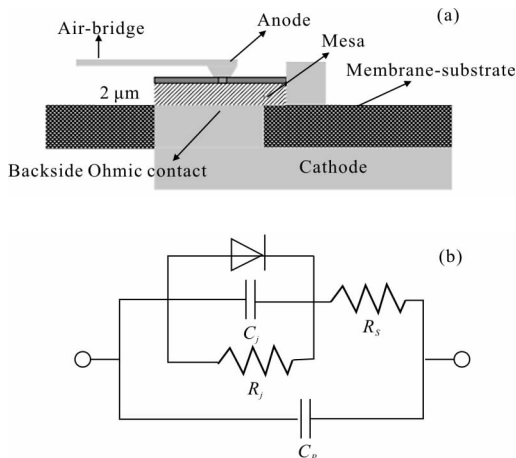 (a)
Air-bridge
Anode
Mesa
Membrane-substrate
2 μm
Backside Ohmic contact
Cathode
(b)
C_j
R_S
R_j
C_p